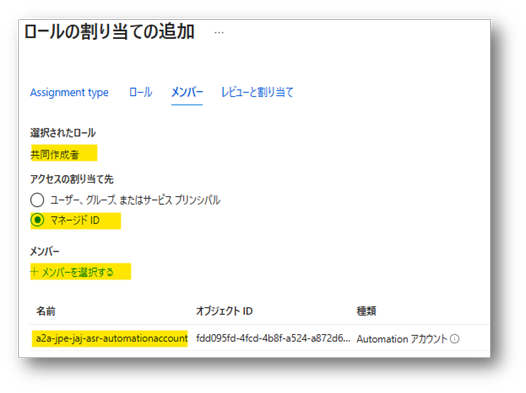 ロールの割り当ての追加 …
Assignment type ロール メンバー レビューと割り当て
選択されたロール
共同作成者
アクセスの割り当て先
ユーザー、グループ、またはサービス プリンシパル
マネージド ID
メンバー
+ メンバーを選択する
名前 オブジェクト ID 種類
a2a-jpe-jaj-asr-automationaccount fdd095fd-4fcd-4b8f-a524-a872d6... Automation アカウント